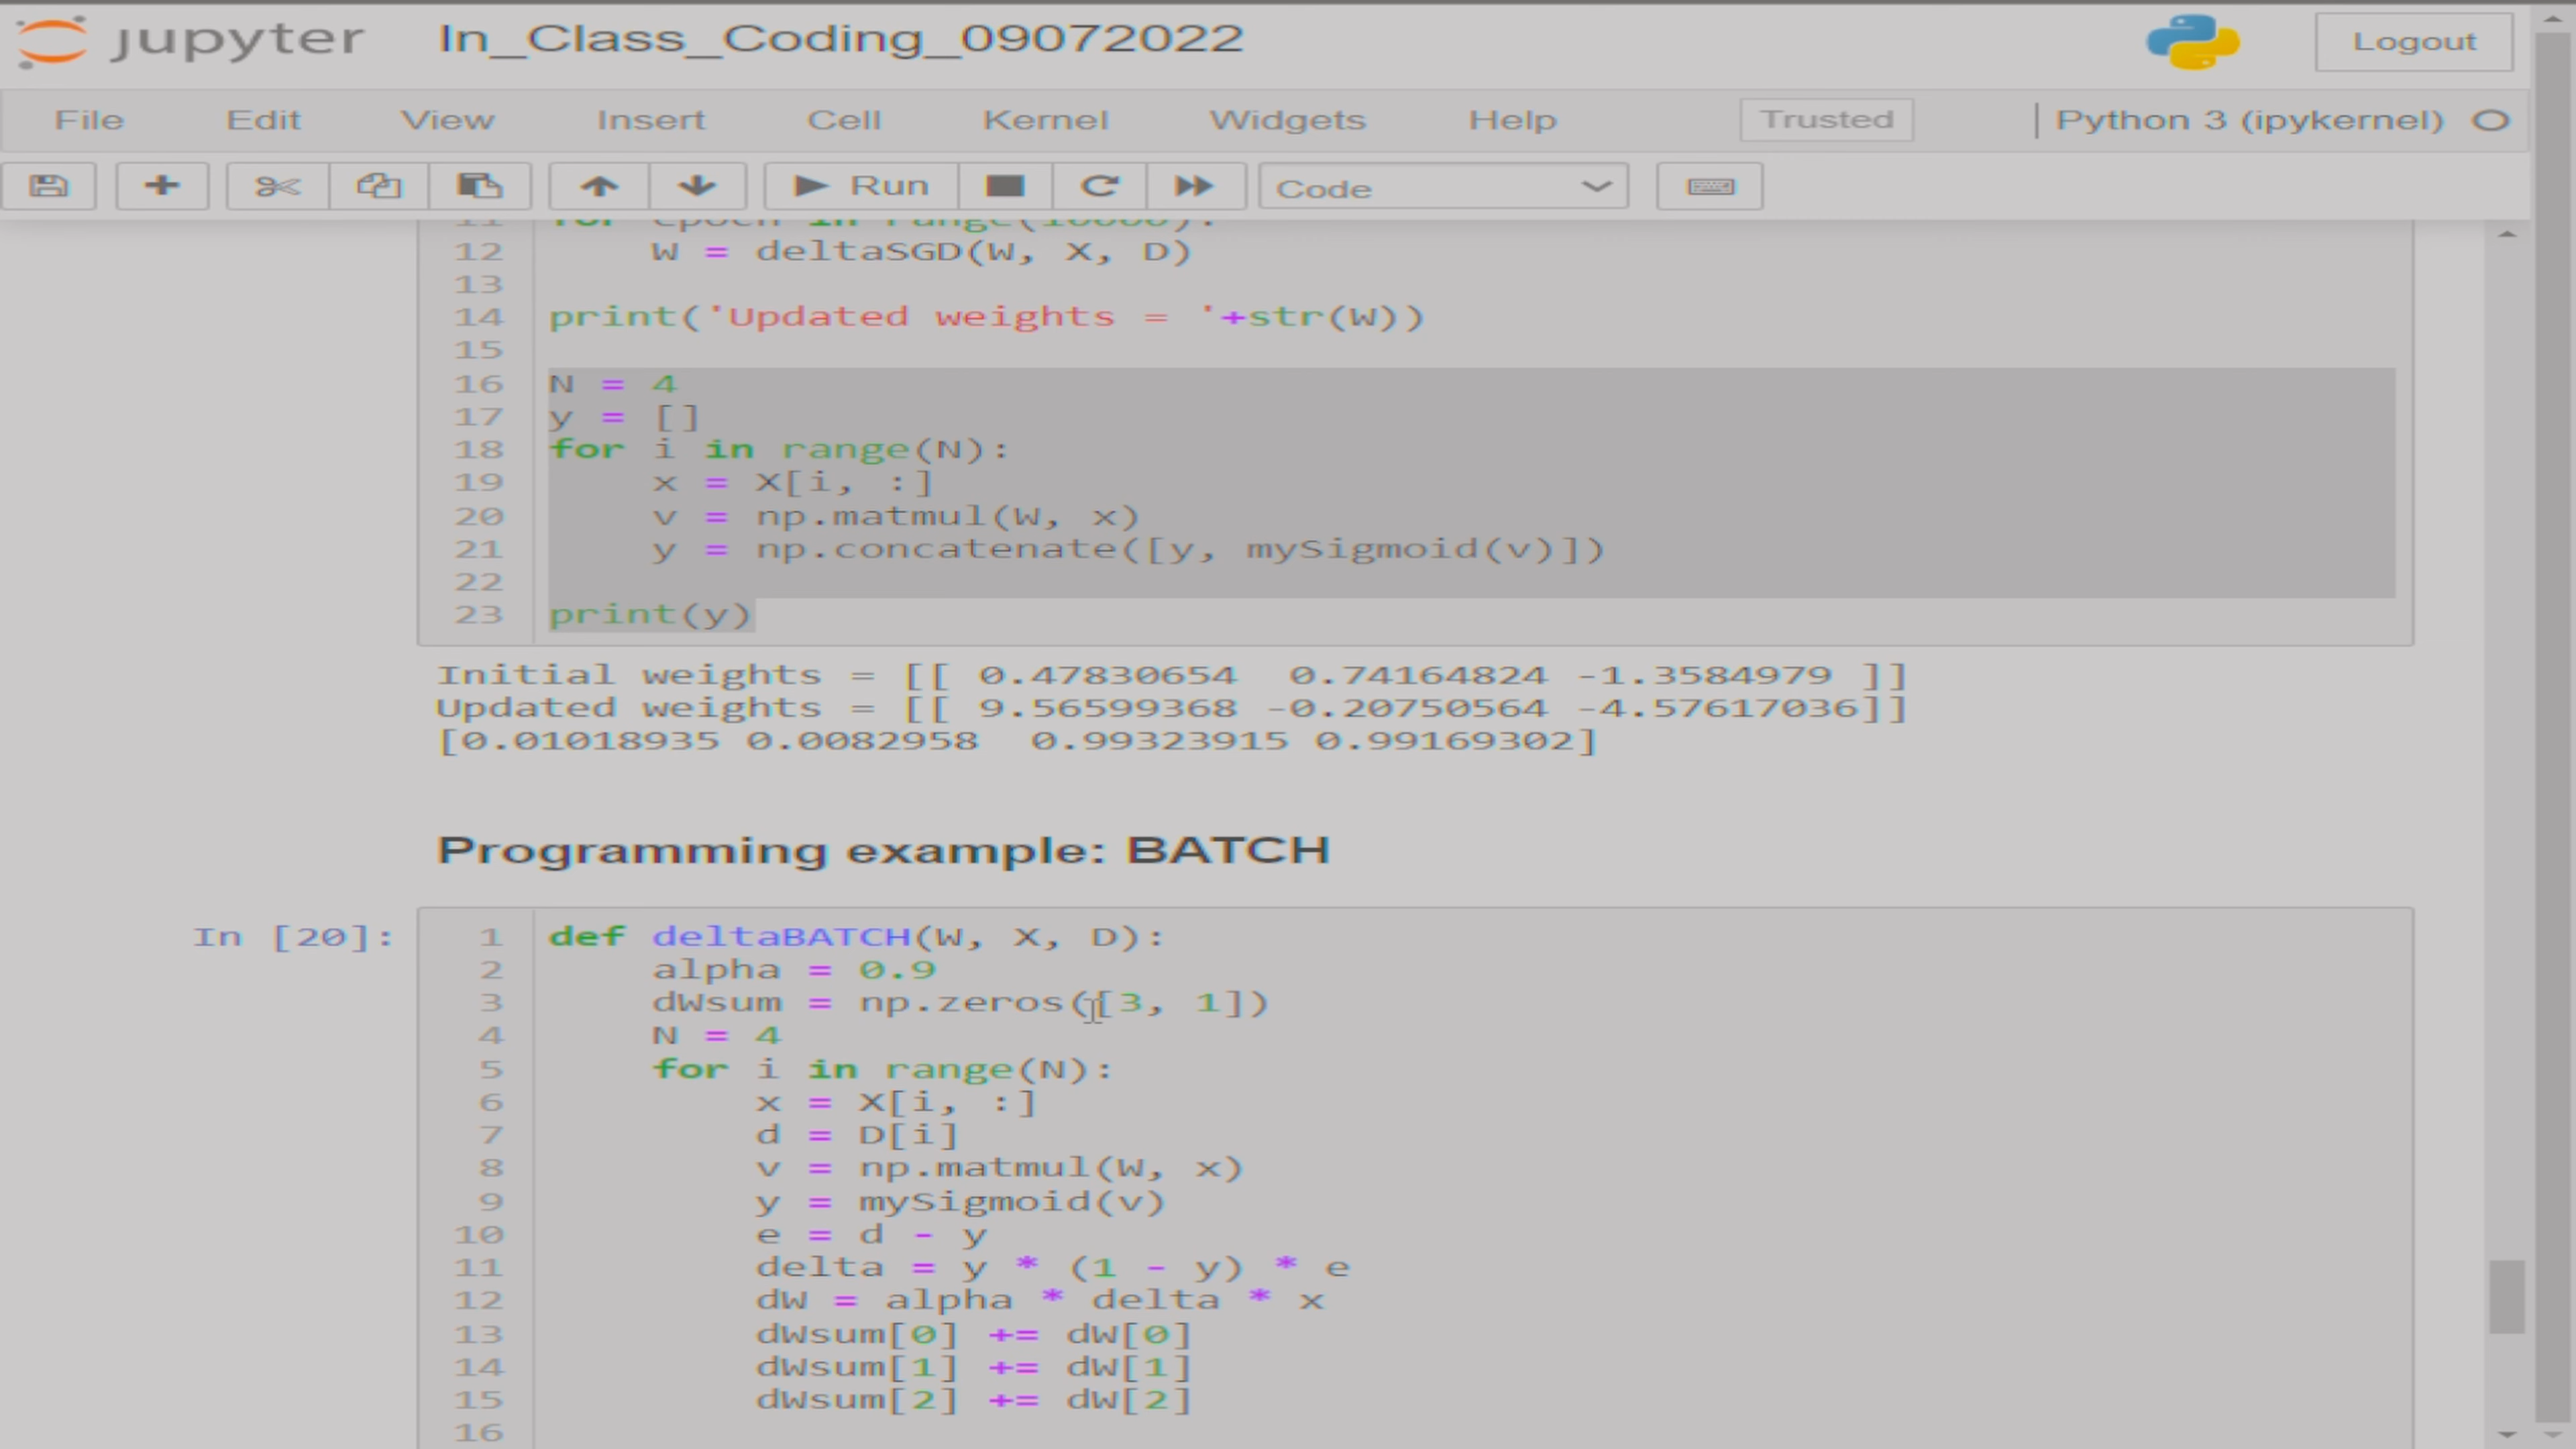 jupyter In_Class_Coding_09072022 Logout
File Edit View Insert Cell Kernel Widgets Help Trusted Python 3 (ipykernel)
Run Code
11 for epoch in range(10000):
12 W = deltaSGD(W, X, D)
13
14 print('Updated weights = '+str(W))
15
16 N = 4
17 y = []
18 for i in range(N):
19 x = X[i, :]
20 v = np.matmul(W, x)
21 y = np.concatenate([y, mySigmoid(v)])
22
23 print(y)
Initial weights = [[ 0.47830654 0.74164824 -1.3584979 ]]
Updated weights = [[ 9.56599368 -0.20750564 -4.57617036]]
[0.01018935 0.0082958 0.99323915 0.99169302]
Programming example: BATCH
In [20]: 1 def deltaBATCH(W, X, D):
2 alpha = 0.9
3 dWsum = np.zeros([3, 1])
4 N = 4
5 for i in range(N):
6 x = X[i, :]
7 d = D[i]
8 v = np.matmul(W, x)
9 y = mySigmoid(v)
10 e = d - y
11 delta = y * (1 - y) * e
12 dW = alpha * delta * x
13 dWsum[0] += dW[0]
14 dWsum[1] += dW[1]
15 dWsum[2] += dW[2]
16